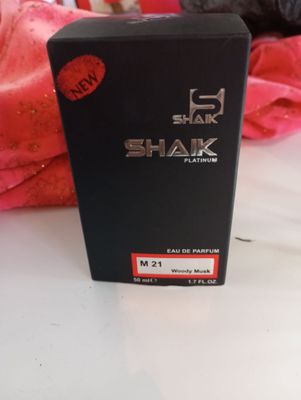 NEW
S
SHAIK
SHAIK
PLATINUM
EAU DE PARFUM
M 21
Woody Musk
50 ml ℮ 1.7 FL.OZ.